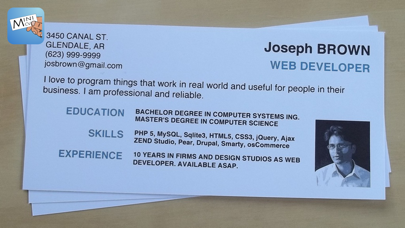 MINI
3450 CANAL ST.
GLENDALE, AR
(623) 999-9999
josbrown@gmail.com
Joseph BROWN
WEB DEVELOPER
I love to program things that work in real world and useful for people in their
business. I am professional and reliable.
EDUCATION
BACHELOR DEGREE IN COMPUTER SYSTEMS ING.
MASTER'S DEGREE IN COMPUTER SCIENCE
SKILLS
PHP 5, MySQL, Sqlite3, HTML5, CSS3, jQuery, Ajax
ZEND Studio, Pear, Drupal, Smarty, osCommerce
EXPERIENCE
10 YEARS IN FIRMS AND DESIGN STUDIOS AS WEB
DEVELOPER. AVAILABLE ASAP.